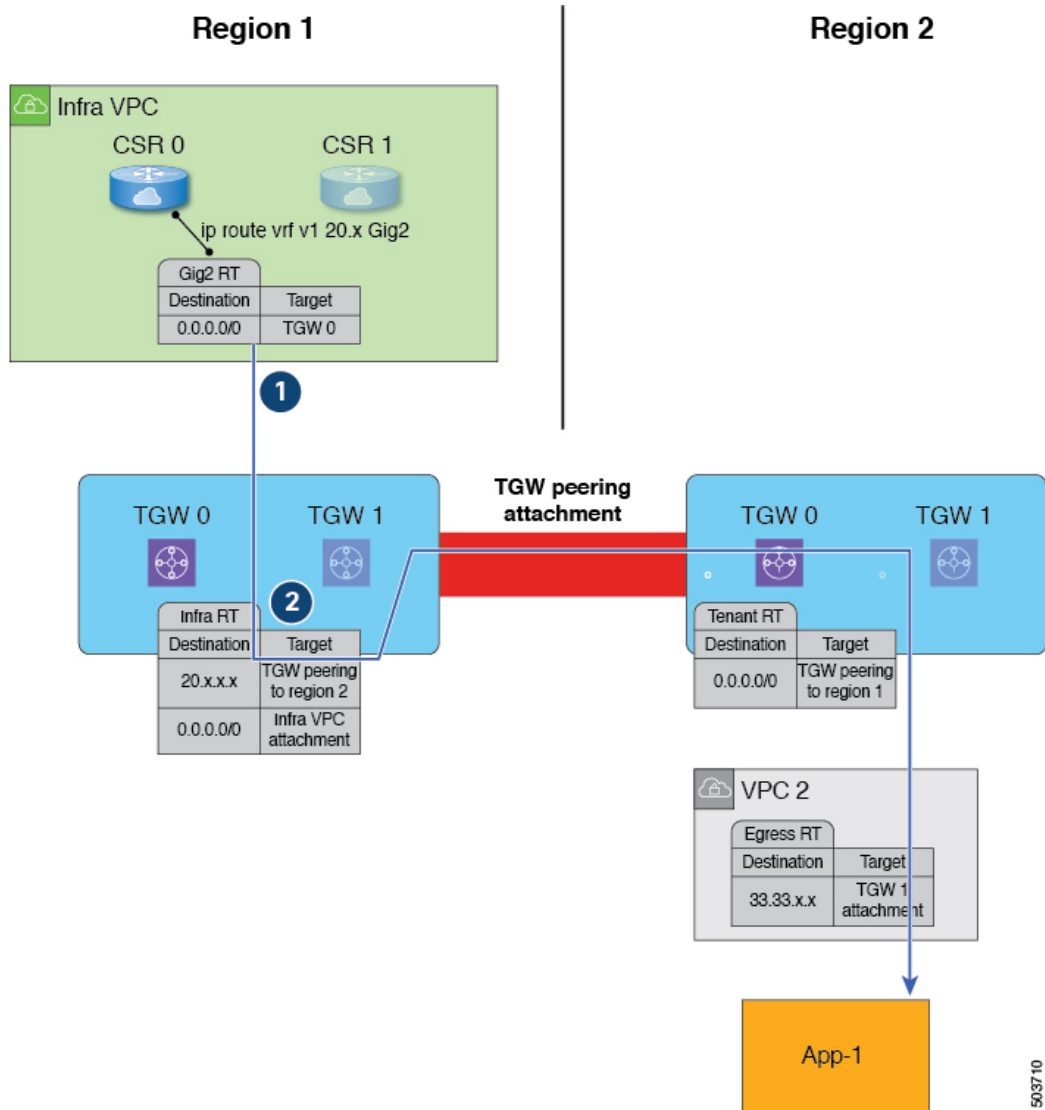 Region 1
Region 2
Infra VPC
CSR 0
CSR 1
ip route vrf v1 20.x Gig2
Gig2 RT
Destination Target
0.0.0.0/0 TGW 0
1
TGW peering
attachment
TGW 0
TGW 1
TGW 0
TGW 1
2
Infra RT
Destination Target
20.x.x.x TGW peering
to region 2
0.0.0.0/0 Infra VPC
attachment
Tenant RT
Destination Target
0.0.0.0/0 TGW peering
to region 1
VPC 2
Egress RT
Destination Target
33.33.x.x TGW 1
attachment
App-1
503710